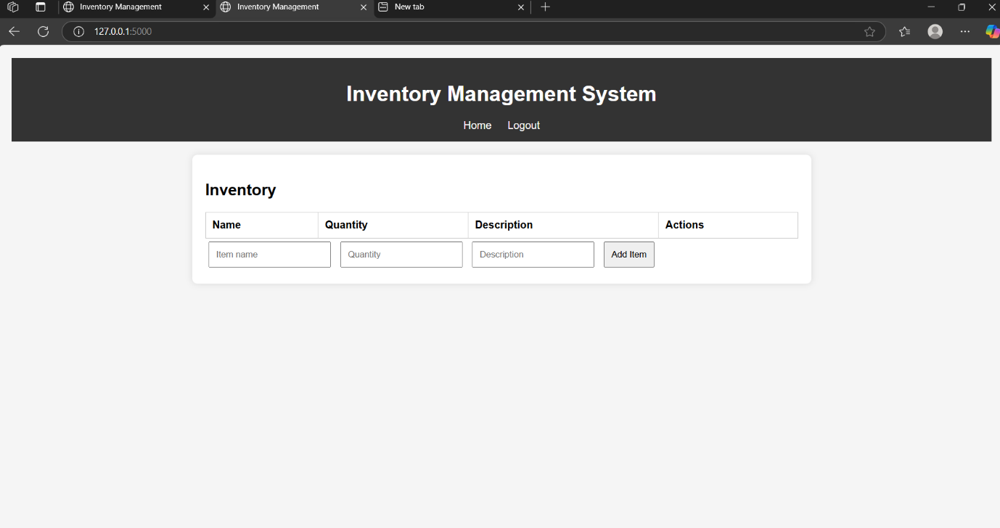 Inventory Management
Inventory Management
New tab
127.0.0.1:5000
Inventory Management System
Home Logout
Inventory
Name Quantity Description Actions
Item name Quantity Description Add Item